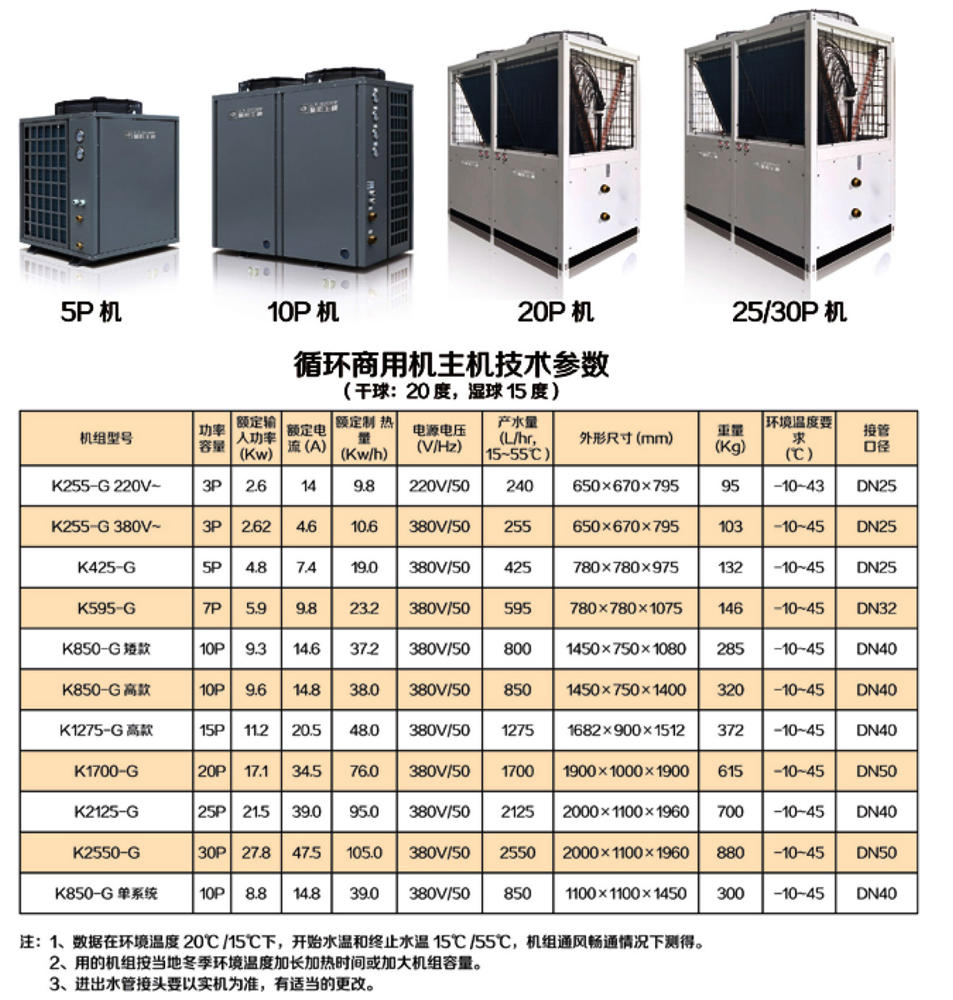 5P 机
10P 机
20P 机
25/30P 机
循环商用机主机技术参数
（干球：20 度，湿球 15 度）
机组型号 功率容量 额定输入功率(Kw) 额定电流 (A) 额定制 热量(Kw/h) 电源电压(V/Hz) 产水量(L/hr, 15~55℃) 外形尺寸 (mm) 重量(Kg) 环境温度要求(℃) 接管口径
K255-G 220V~ 3P 2.6 14 9.8 220V/50 240 650×670×795 95 -10~43 DN25
K255-G 380V~ 3P 2.62 4.6 10.6 380V/50 255 650×670×795 103 -10~45 DN25
K425-G 5P 4.8 7.4 19.0 380V/50 425 780×780×975 132 -10~45 DN25
K595-G 7P 5.9 9.8 23.2 380V/50 595 780×780×1075 146 -10~45 DN32
K850-G 矮款 10P 9.3 14.6 37.2 380V/50 800 1450×750×1080 285 -10~45 DN40
K850-G 高款 10P 9.6 14.8 38.0 380V/50 850 1450×750×1400 320 -10~45 DN40
K1275-G 高款 15P 11.2 20.5 48.0 380V/50 1275 1682×900×1512 372 -10~45 DN40
K1700-G 20P 17.1 34.5 76.0 380V/50 1700 1900×1000×1900 615 -10~45 DN50
K2125-G 25P 21.5 39.0 95.0 380V/50 2125 2000×1100×1960 700 -10~45 DN40
K2550-G 30P 27.8 47.5 105.0 380V/50 2550 2000×1100×1960 880 -10~45 DN50
K850-G 单系统 10P 8.8 14.8 39.0 380V/50 850 1100×1100×1450 300 -10~45 DN40
注：1、数据在环境温度 20℃ /15℃下，开始水温和终止水温 15℃ /55℃，机组通风畅通情况下测得。
2、用的机组按当地冬季环境温度加长加热时间或加大机组容量。
3、进出水管接头要以实机为准，有适当的更改。